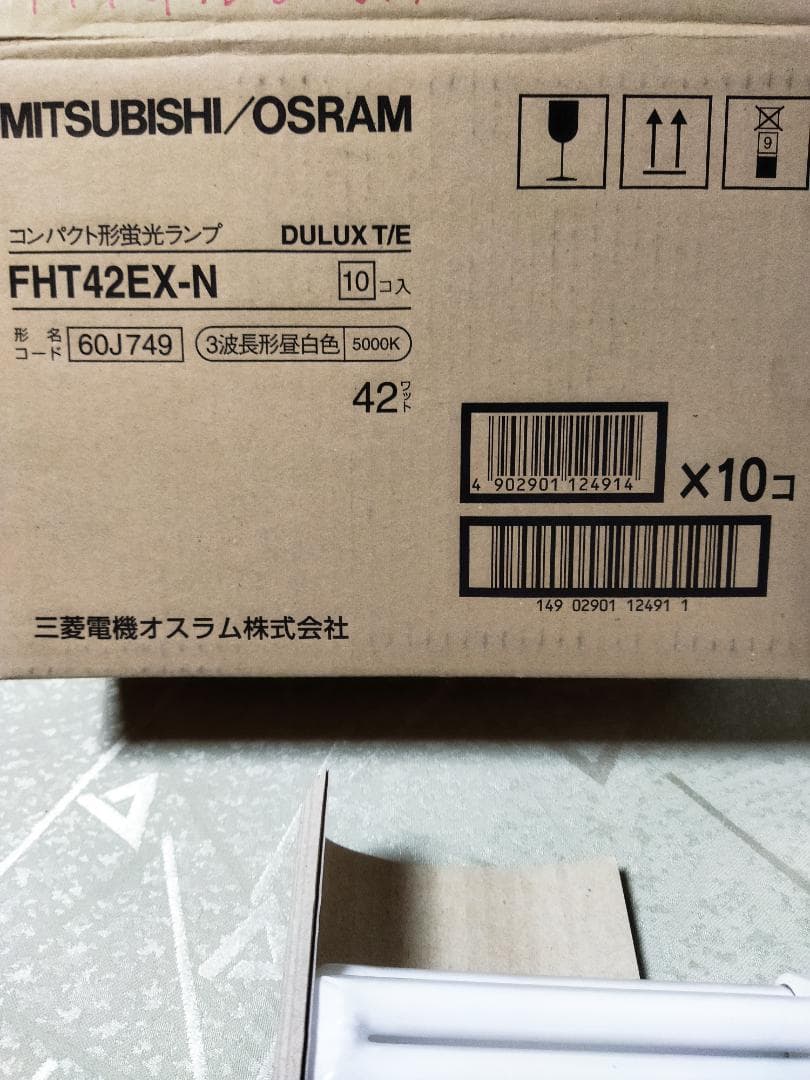 MITSUBISHI/OSRAM
9
コンパクト形蛍光ランプ DULUX T/E
FHT42EX-N 10コ入
形名コード 60J749 3波長形昼白色 5000K
42ワット
4 902901 124914
×10コ
149 02901 12491 1
三菱電機オスラム株式会社